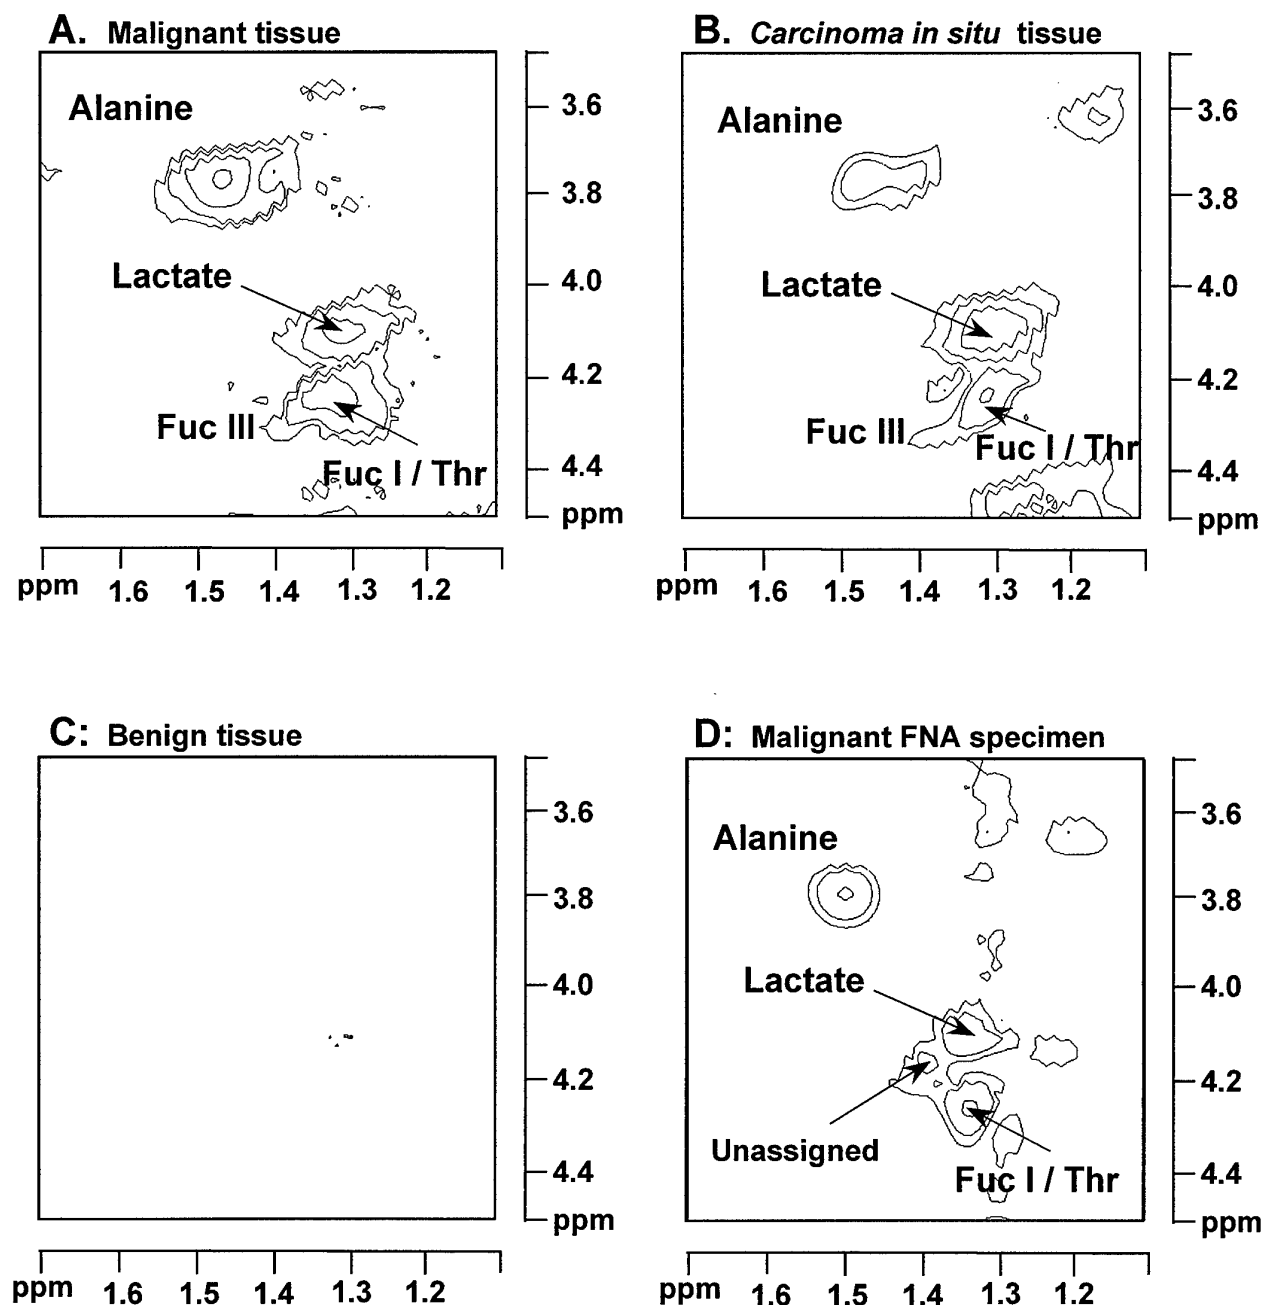 A. Malignant tissue
Alanine
Lactate
Fuc III
Fuc I / Thr
3.6
3.8
4.0
4.2
4.4
ppm
ppm 1.6 1.5 1.4 1.3 1.2
B. Carcinoma in situ tissue
Alanine
Lactate
Fuc III
Fuc I / Thr
3.6
3.8
4.0
4.2
4.4
ppm
ppm 1.6 1.5 1.4 1.3 1.2
C: Benign tissue
3.6
3.8
4.0
4.2
4.4
ppm
ppm 1.6 1.5 1.4 1.3 1.2
D: Malignant FNA specimen
Alanine
Lactate
Unassigned
Fuc I / Thr
3.6
3.8
4.0
4.2
4.4
ppm
ppm 1.6 1.5 1.4 1.3 1.2